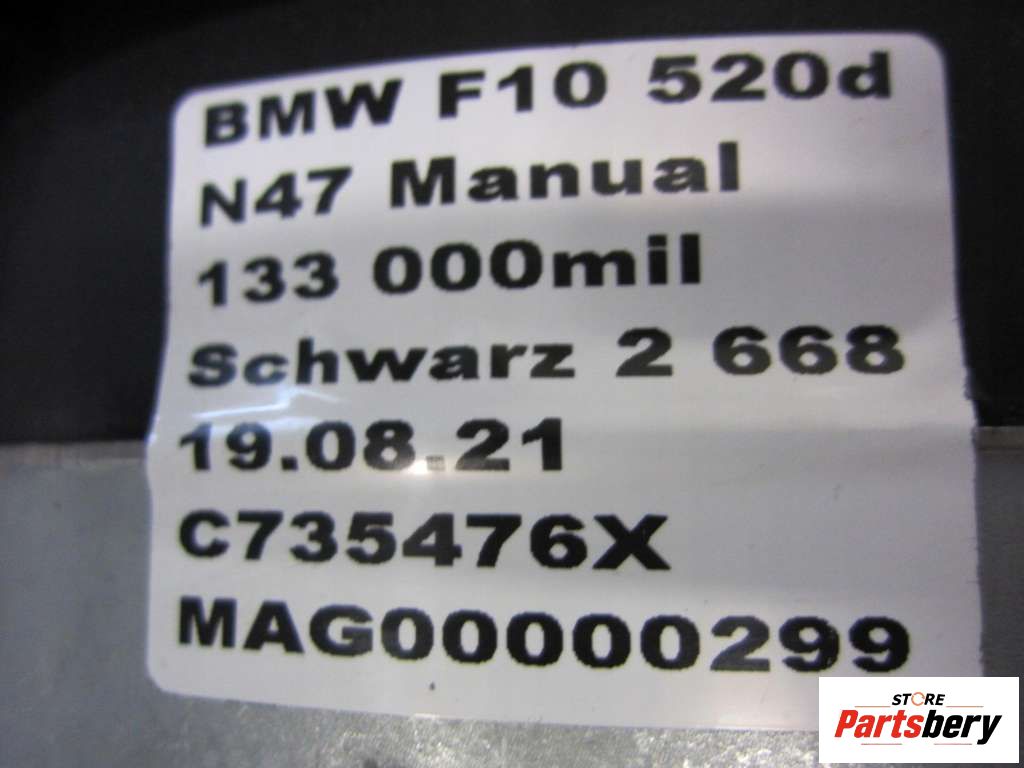 BMW F10 520d
N47 Manual
133 000mil
Schwarz 2 668
19.08.21
C735476X
MAG00000299
STORE
Partsbery